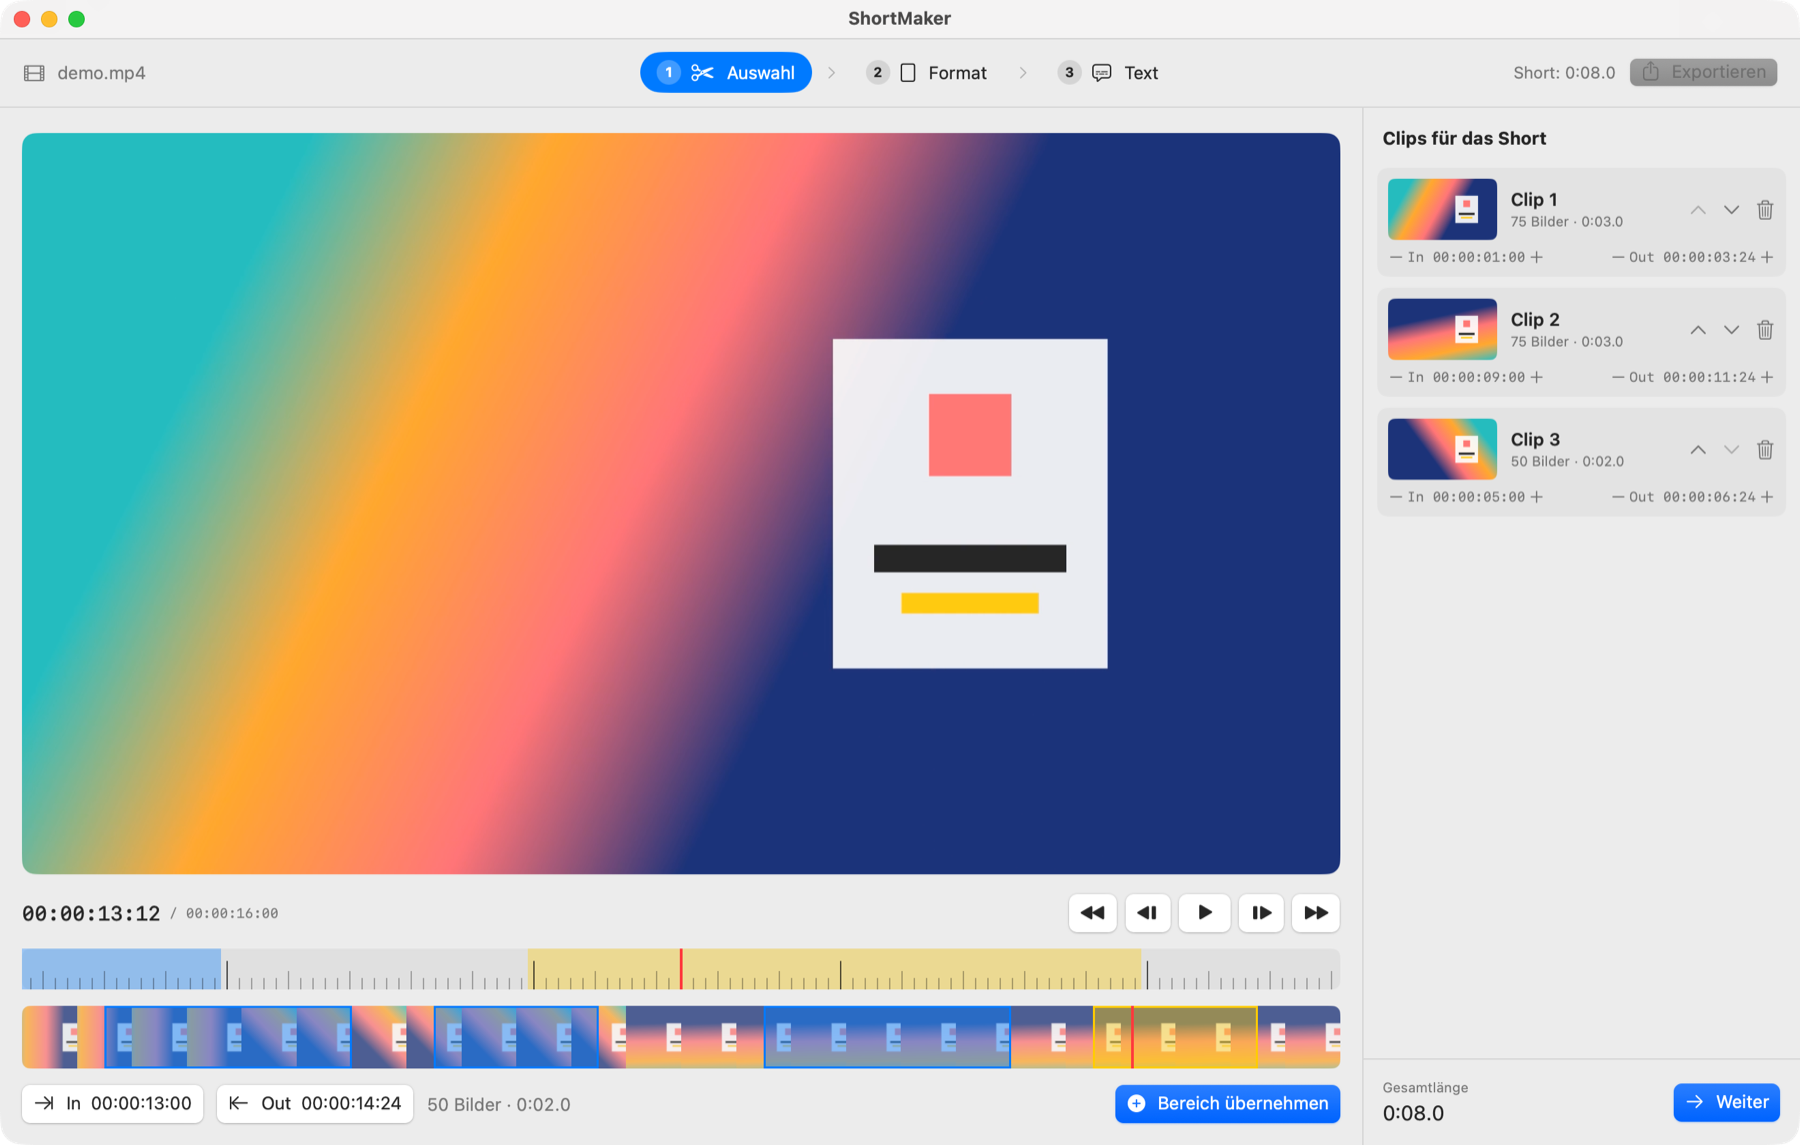 ShortMaker
demo.mp4
1 Auswahl
2 Format
3 Text
Short: 0:08.0
Exportieren
Clips für das Short
Clip 1
75 Bilder · 0:03.0
In 00:00:01:00
Out 00:00:03:24
Clip 2
75 Bilder · 0:03.0
In 00:00:09:00
Out 00:00:11:24
Clip 3
50 Bilder · 0:02.0
In 00:00:05:00
Out 00:00:06:24
00:00:13:12 / 00:00:16:00
In 00:00:13:00
Out 00:00:14:24
50 Bilder · 0:02.0
Bereich übernehmen
Gesamtlänge
0:08.0
Weiter